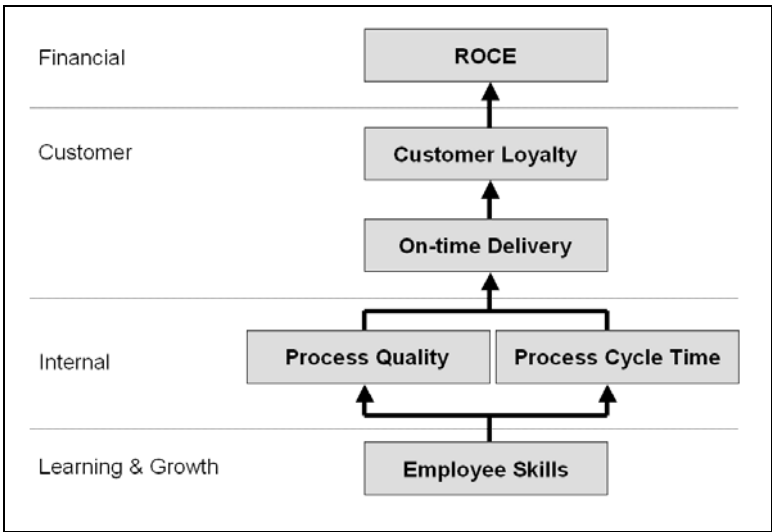 Financial
ROCE
Customer
Customer Loyalty
On-time Delivery
Internal
Process Quality
Process Cycle Time
Learning & Growth
Employee Skills